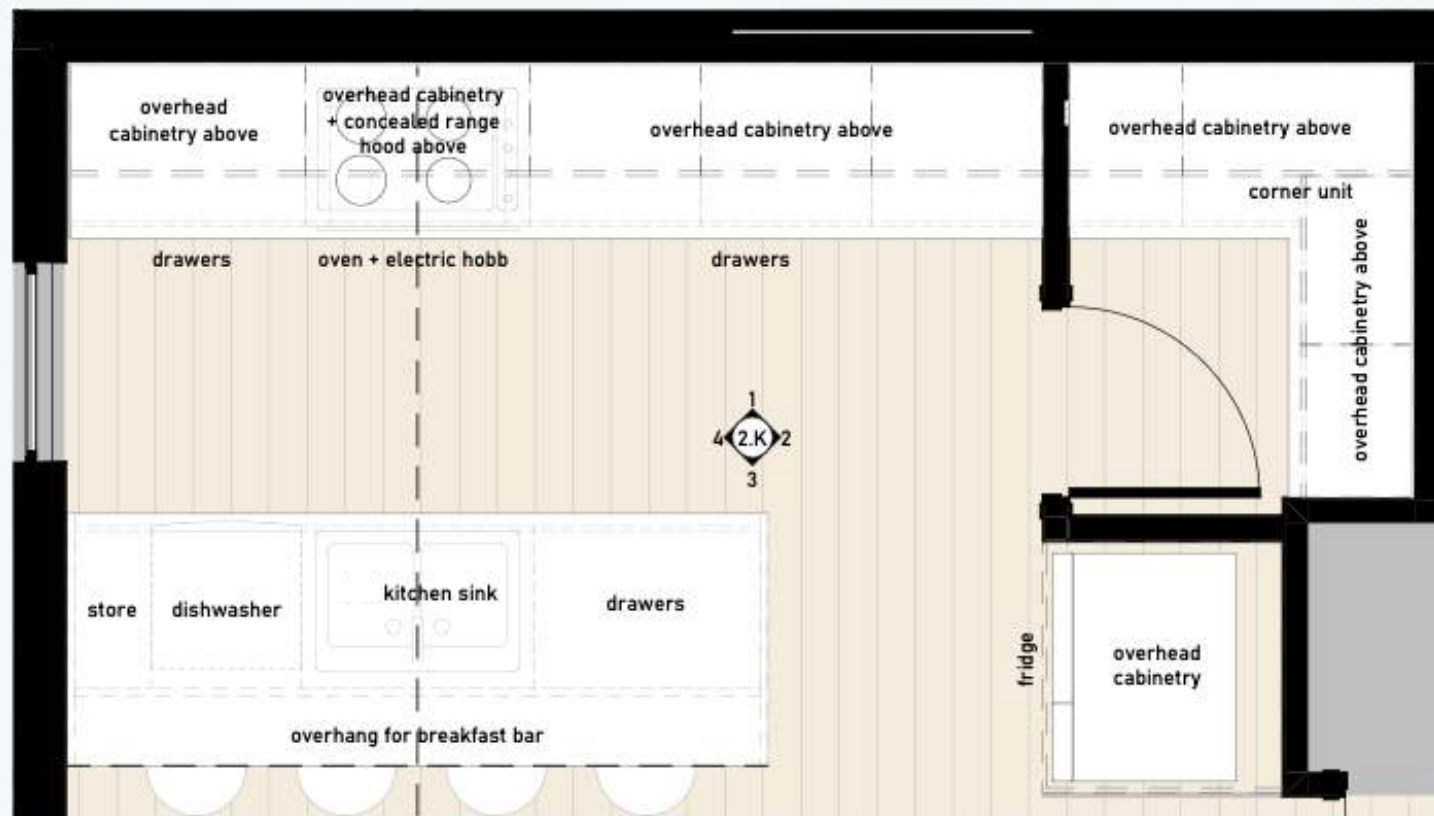 overhead
cabinetry above
overhead cabinetry
+ concealed range
hood above
overhead cabinetry above
overhead cabinetry above
corner unit
overhead cabinetry above
drawers
oven + electric hobb
drawers
1
4 2.K 2
3
store
dishwasher
kitchen sink
drawers
fridge
overhead
cabinetry
overhang for breakfast bar